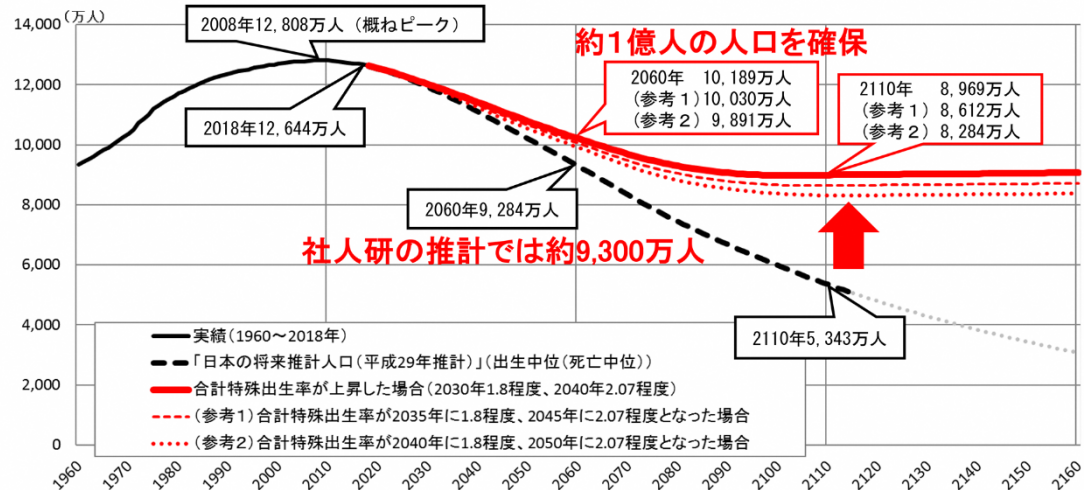 (万人)
14,000
12,000
10,000
8,000
6,000
4,000
2,000
0
2008年12,808万人（概ねピーク）
2018年12,644万人
約1億人の人口を確保
2060年 10,189万人
（参考1）10,030万人
（参考2） 9,891万人
2110年 8,969万人
（参考1）8,612万人
（参考2）8,284万人
2060年9,284万人
社人研の推計では約9,300万人
2110年5,343万人
実績（1960～2018年）
「日本の将来推計人口（平成29年推計）」（出生中位（死亡中位））
合計特殊出生率が上昇した場合（2030年1.8程度、2040年2.07程度）
（参考1）合計特殊出生率が2035年に1.8程度、2045年に2.07程度となった場合
（参考2）合計特殊出生率が2040年に1.8程度、2050年に2.07程度となった場合
1960 1970 1980 1990 2000 2010 2020 2030 2040 2050 2060 2070 2080 2090 2100 2110 2120 2130 2140 2150 2160